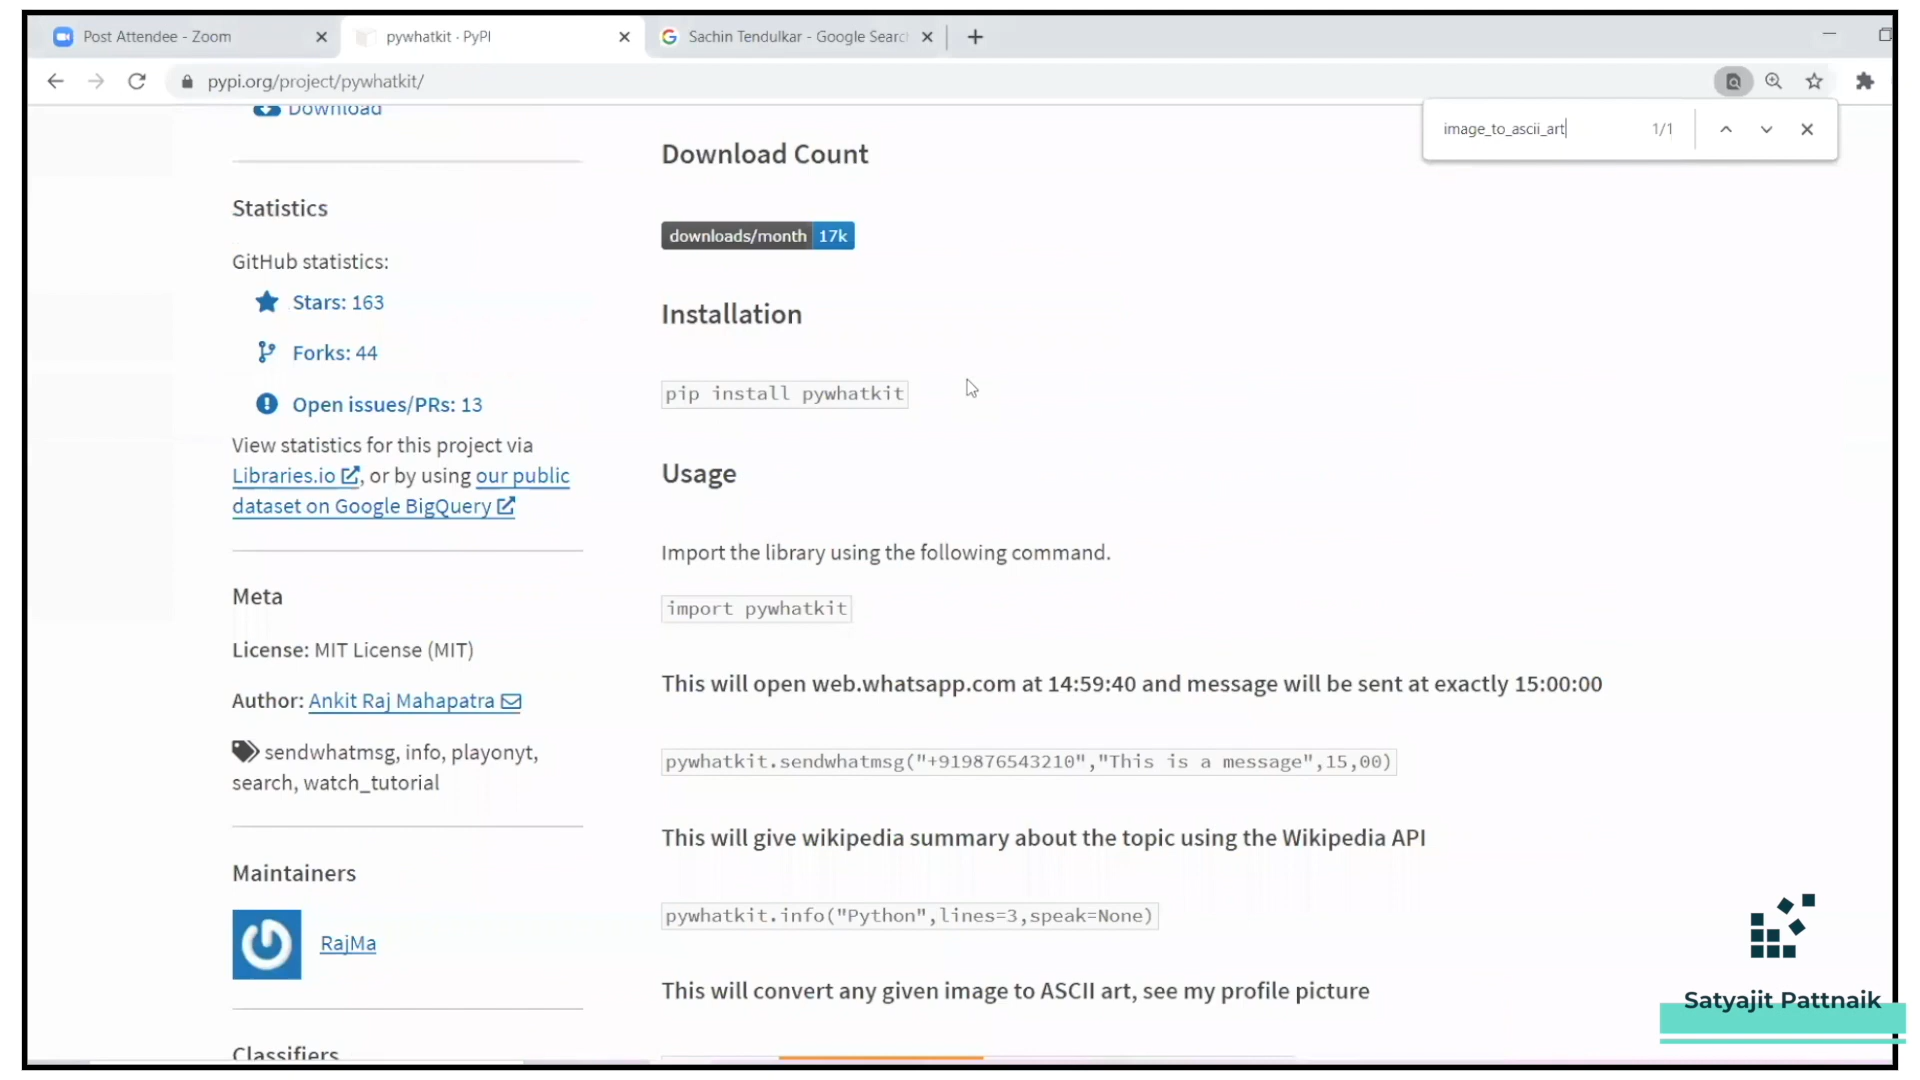 Post Attendee - Zoom
pywhatkit · PyPI
Sachin Tendulkar - Google Searc
pypi.org/project/pywhatkit/
image_to_ascii_art 1/1
Download
Statistics
GitHub statistics:
Stars: 163
Forks: 44
Open issues/PRs: 13
View statistics for this project via
Libraries.io, or by using our public
dataset on Google BigQuery
Meta
License: MIT License (MIT)
Author: Ankit Raj Mahapatra
sendwhatmsg, info, playonyt,
search, watch_tutorial
Maintainers
RajMa
Classifiers
Download Count
downloads/month 17k
Installation
pip install pywhatkit
Usage
Import the library using the following command.
import pywhatkit
This will open web.whatsapp.com at 14:59:40 and message will be sent at exactly 15:00:00
pywhatkit.sendwhatmsg("+919876543210","This is a message",15,00)
This will give wikipedia summary about the topic using the Wikipedia API
pywhatkit.info("Python",lines=3,speak=None)
This will convert any given image to ASCII art, see my profile picture
Satyajit Pattnaik